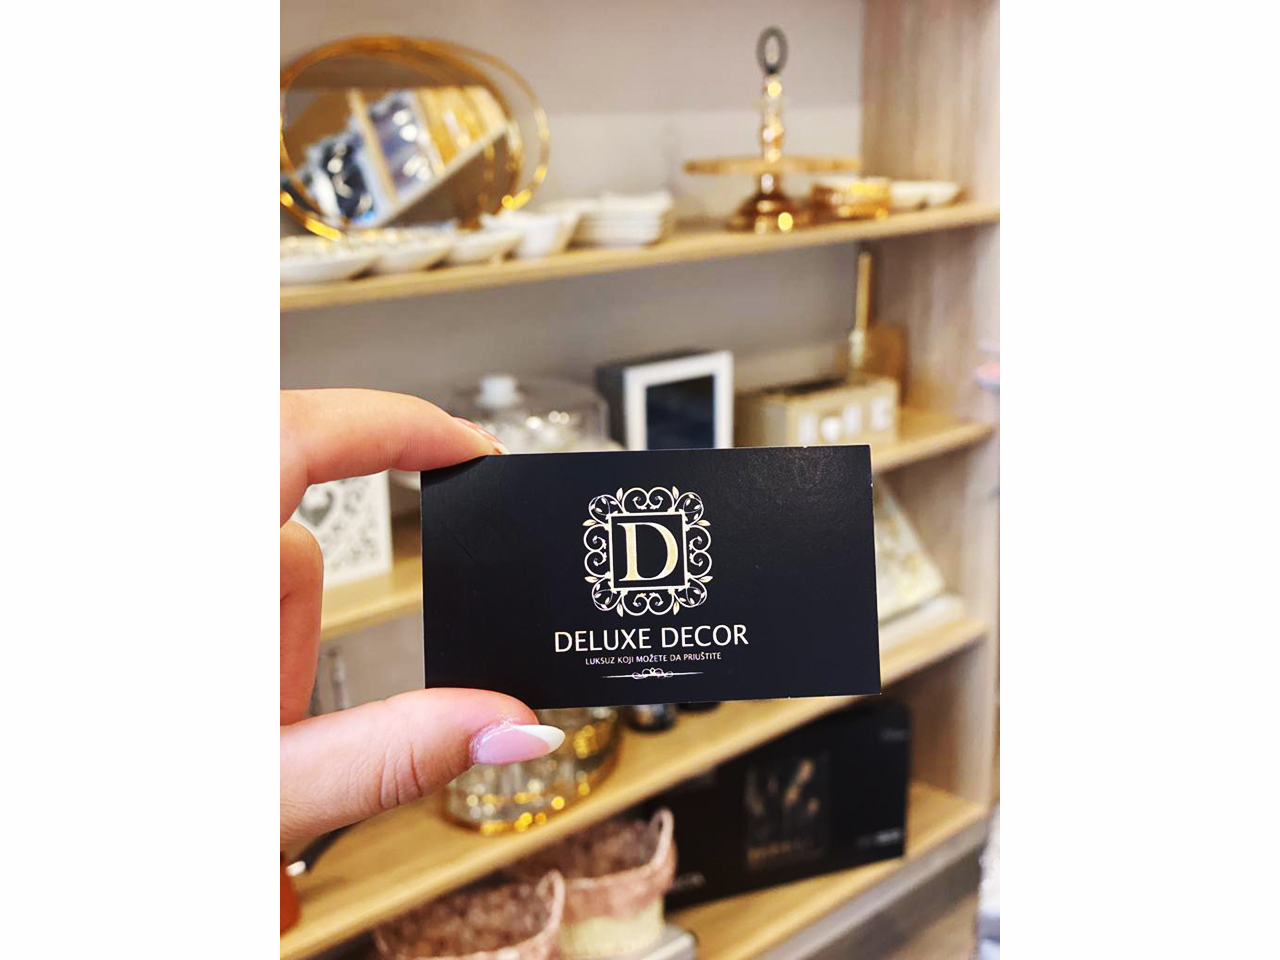 D
DELUXE DECOR
LUKSUZ KOJI MOŽETE DA PRIUŠTITE